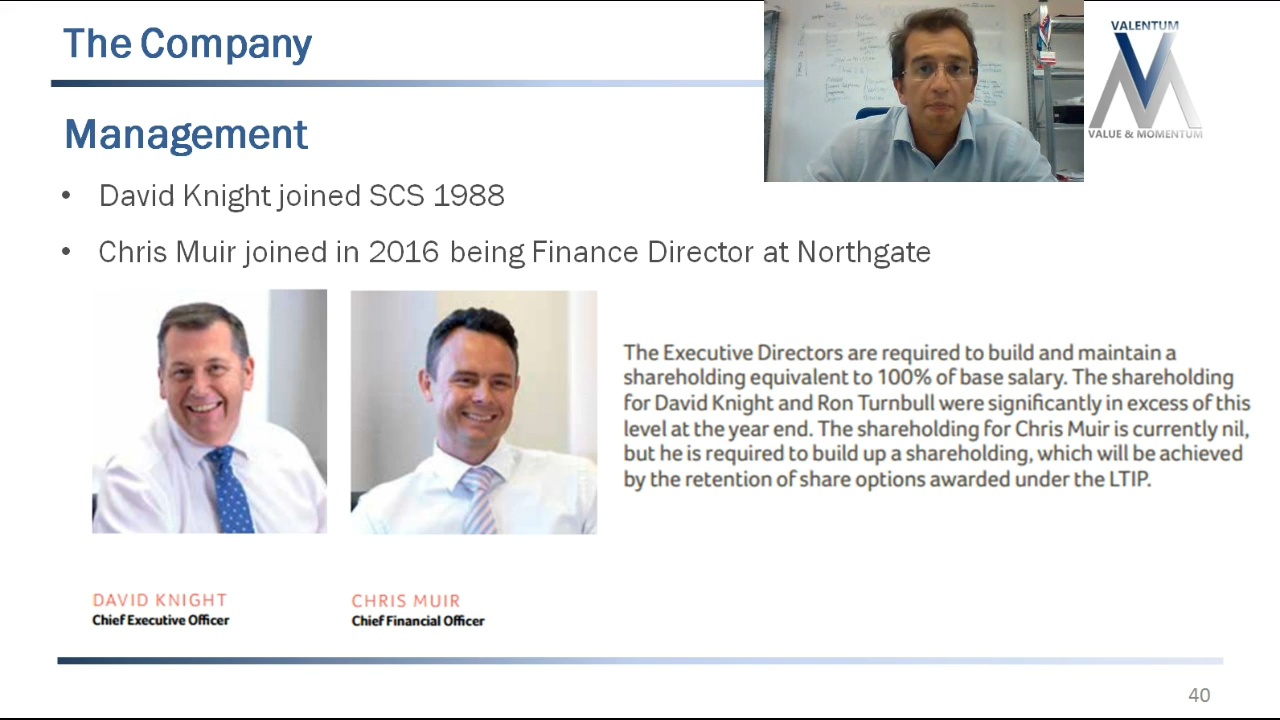 The Company
VALENTUM
VALUE & MOMENTUM
Management
• David Knight joined SCS 1988
• Chris Muir joined in 2016 being Finance Director at Northgate
The Executive Directors are required to build and maintain a
shareholding equivalent to 100% of base salary. The shareholding
for David Knight and Ron Turnbull were significantly in excess of this
level at the year end. The shareholding for Chris Muir is currently nil,
but he is required to build up a shareholding, which will be achieved
by the retention of share options awarded under the LTIP.
DAVID KNIGHT
Chief Executive Officer
CHRIS MUIR
Chief Financial Officer
40